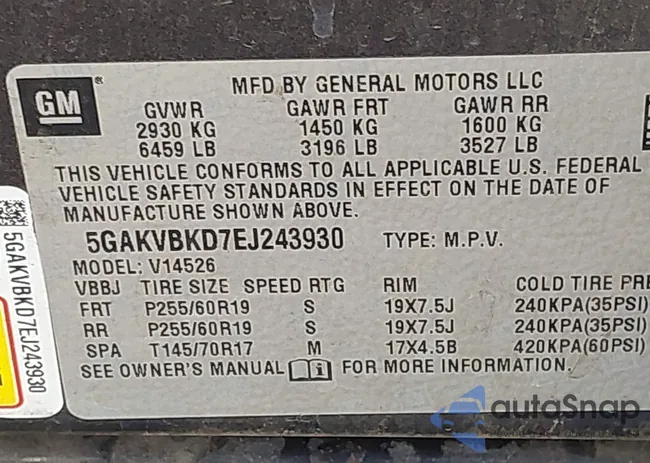 GM
®
MFD BY GENERAL MOTORS LLC
GVWR GAWR FRT GAWR RR
2930 KG 1450 KG 1600 KG
6459 LB 3196 LB 3527 LB
THIS VEHICLE CONFORMS TO ALL APPLICABLE U.S. FEDERAL
VEHICLE SAFETY STANDARDS IN EFFECT ON THE DATE OF
MANUFACTURE SHOWN ABOVE.
5GAKVBKD7EJ243930 TYPE: M.P.V.
MODEL: V14526
VBBJ TIRE SIZE SPEED RTG RIM COLD TIRE PRE
FRT P255/60R19 S 19X7.5J 240KPA(35PSI)
RR P255/60R19 S 19X7.5J 240KPA(35PSI)
SPA T145/70R17 M 17X4.5B 420KPA(60PSI)
SEE OWNER'S MANUAL i FOR MORE INFORMATION.
5GAKVBKD7EJ243930
autoSnap